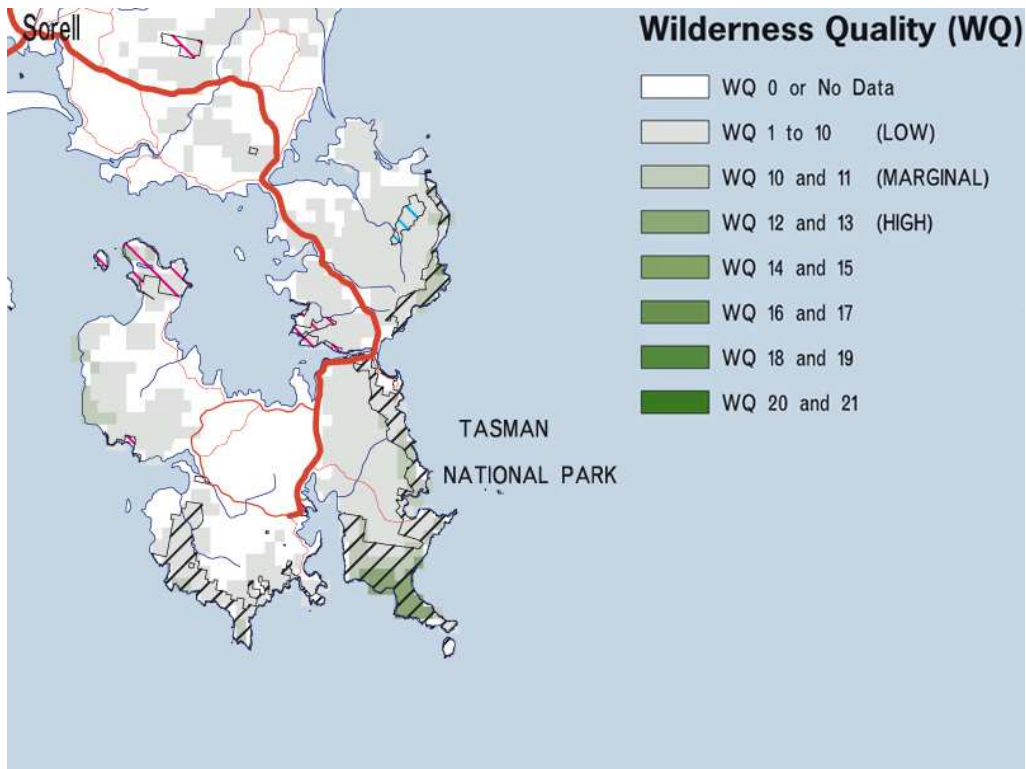 Sorell
Wilderness Quality (WQ)
WQ 0 or No Data
WQ 1 to 10 (LOW)
WQ 10 and 11 (MARGINAL)
WQ 12 and 13 (HIGH)
WQ 14 and 15
WQ 16 and 17
WQ 18 and 19
WQ 20 and 21
TASMAN
NATIONAL PARK